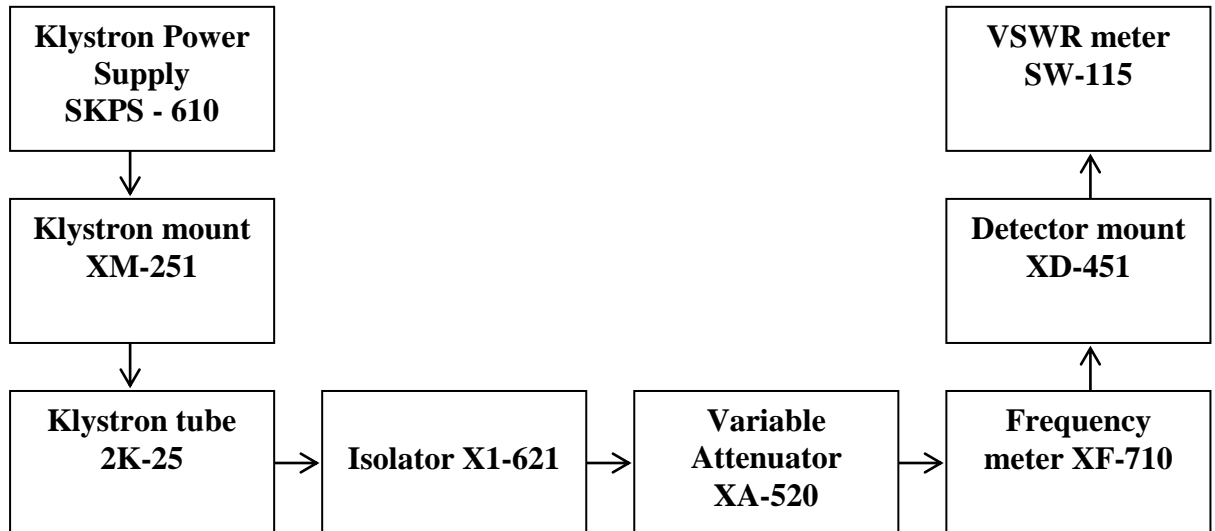 Klystron Power
Supply
SKPS - 610
VSWR meter
SW-115
Klystron mount
XM-251
Detector mount
XD-451
Klystron tube
2K-25
Isolator X1-621
Variable
Attenuator
XA-520
Frequency
meter XF-710